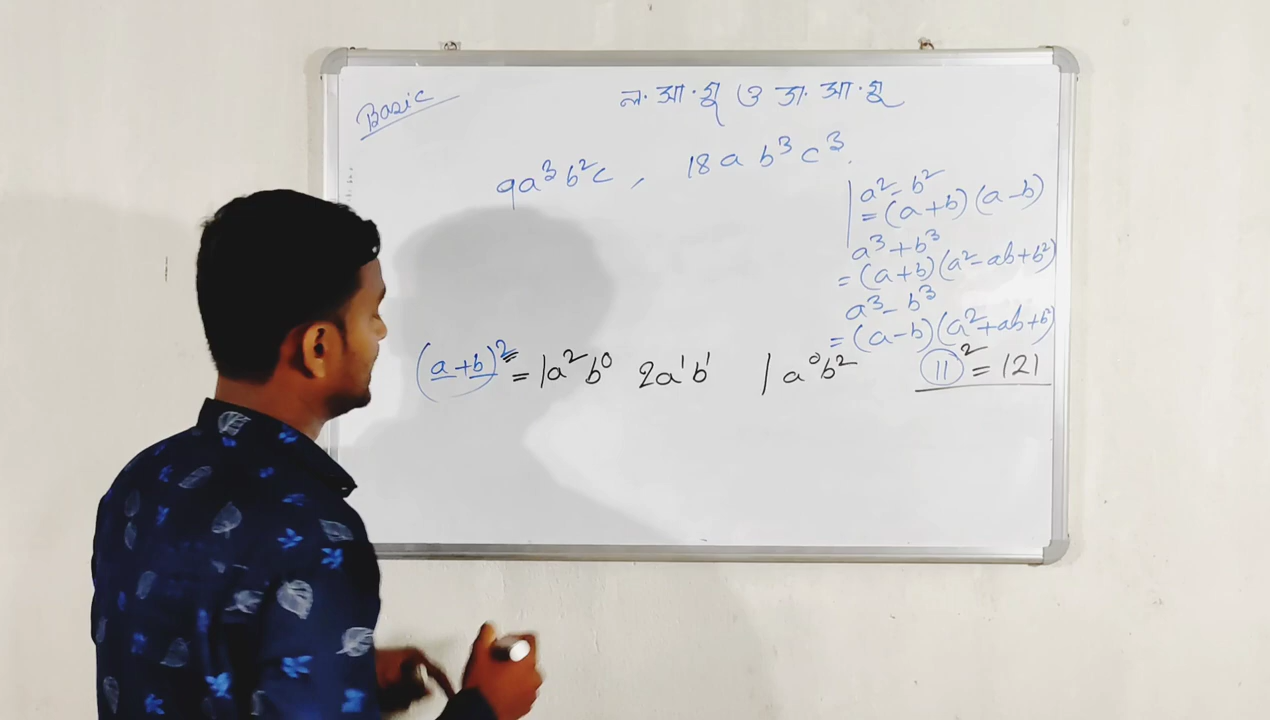 Basic
ল.সা.গু ও গ.সা.গু
9a³b²c, 18ab³c³.
a² - b²
= (a+b)(a-b)
a³ + b³
= (a+b)(a² - ab + b²)
a³ - b³
= (a-b)(a² + ab + b²)
(a+b)² = 1a²b⁰ 2a¹b¹ 1a⁰b² 11² = 121